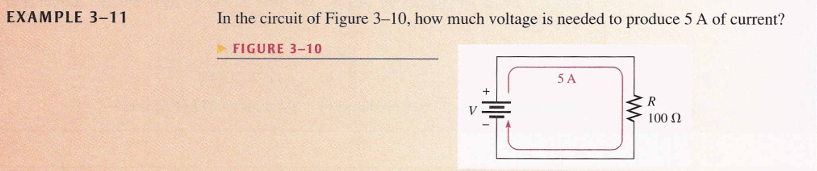 EXAMPLE 3–11
In the circuit of Figure 3–10, how much voltage is needed to produce 5 A of current?
► FIGURE 3–10
5 A
+
V
–
R
100 Ω